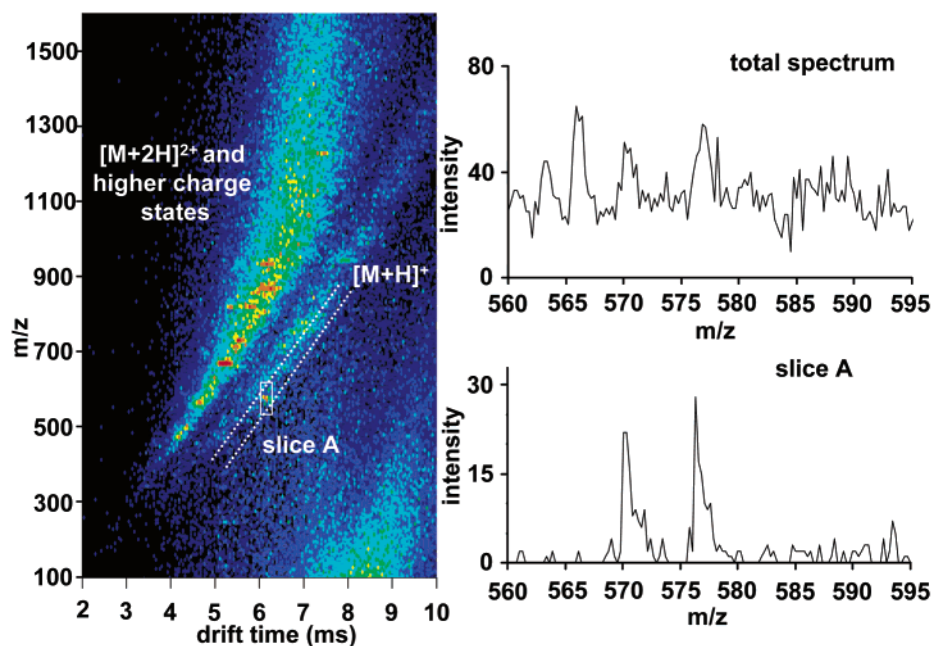 1500
1300
1100
900
700
500
300
100
m/z
[M+2H]²⁺ and
higher charge
states
[M+H]⁺
slice A
2 3 4 5 6 7 8 9 10
drift time (ms)
total spectrum
80
40
0
intensity
560 565 570 575 580 585 590 595
m/z
slice A
30
15
0
intensity
560 565 570 575 580 585 590 595
m/z